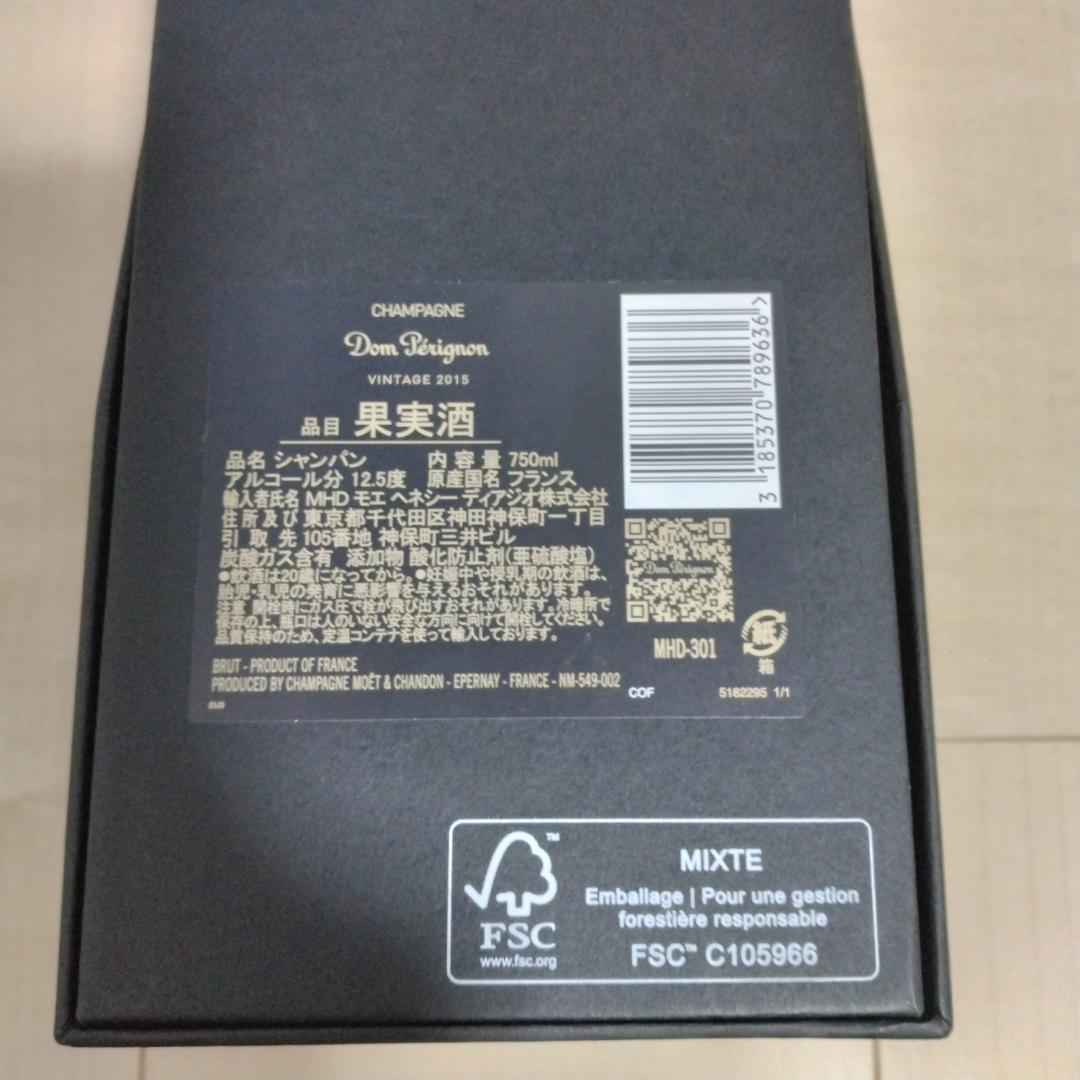 CHAMPAGNE
Dom Pérignon
VINTAGE 2015
品目 果実酒
品名 シャンパン 内容量 750ml
アルコール分 12.5度 原産国名 フランス
輸入者氏名 MHD モエ ヘネシー ディアジオ株式会社
住所及び 東京都千代田区神田神保町一丁目
引取先 105番地 神保町三井ビル
炭酸ガス含有 添加物 酸化防止剤(亜硫酸塩)
●飲酒は20歳になってから。●妊娠中や授乳期の飲酒は、
胎児・乳児の発育に悪影響を与えるおそれがあります。
注意 開栓時にガス圧で栓が飛び出すおそれがあります。冷暗所で
保存の上、瓶口は人のいない安全な方向に向けて開栓してください。
品質保持のため、定温コンテナを使って輸入しております。
BRUT - PRODUCT OF FRANCE
PRODUCED BY CHAMPAGNE MOËT & CHANDON - EPERNAY - FRANCE - NM-549-002
EUS
3 185370 789636 >
Dom Pérignon
MHD-301
紙
箱
COF
5182295 1/1
FSC™
www.fsc.org
MIXTE
Emballage | Pour une gestion
forestière responsable
FSC™ C105966